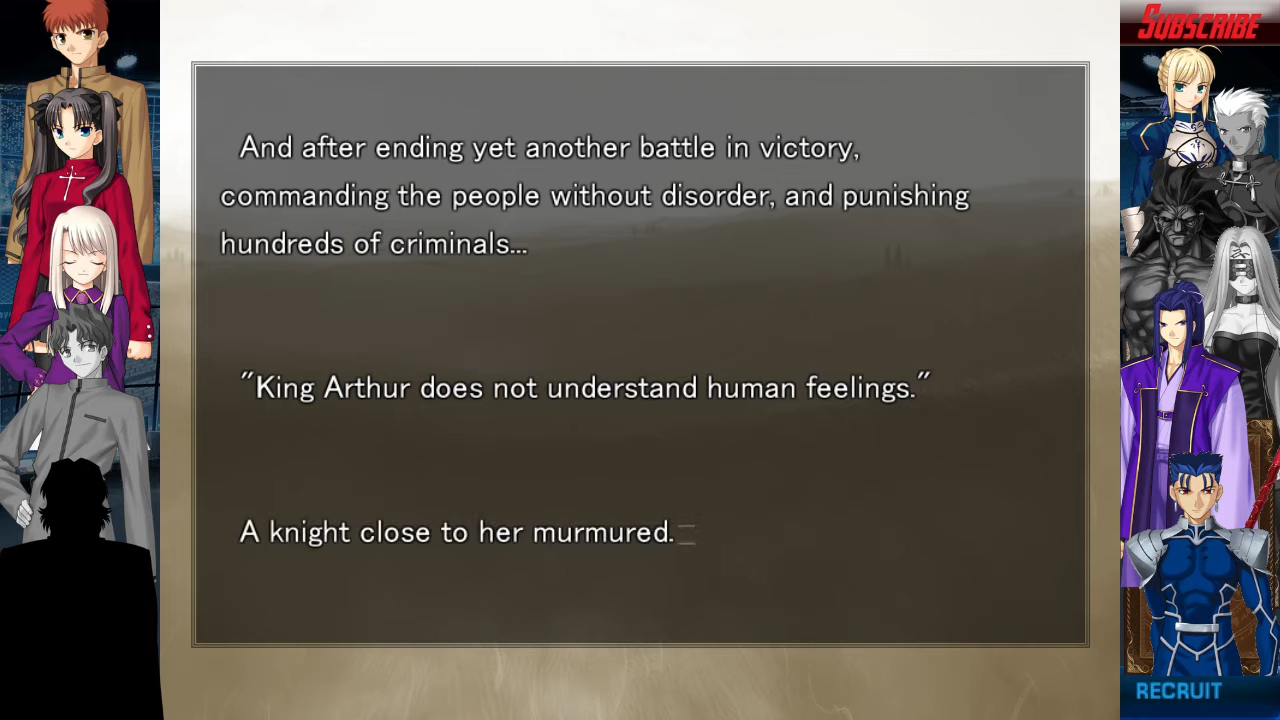 SUBSCRIBE
And after ending yet another battle in victory,
commanding the people without disorder, and punishing
hundreds of criminals...
"King Arthur does not understand human feelings."
A knight close to her murmured.
RECRUIT